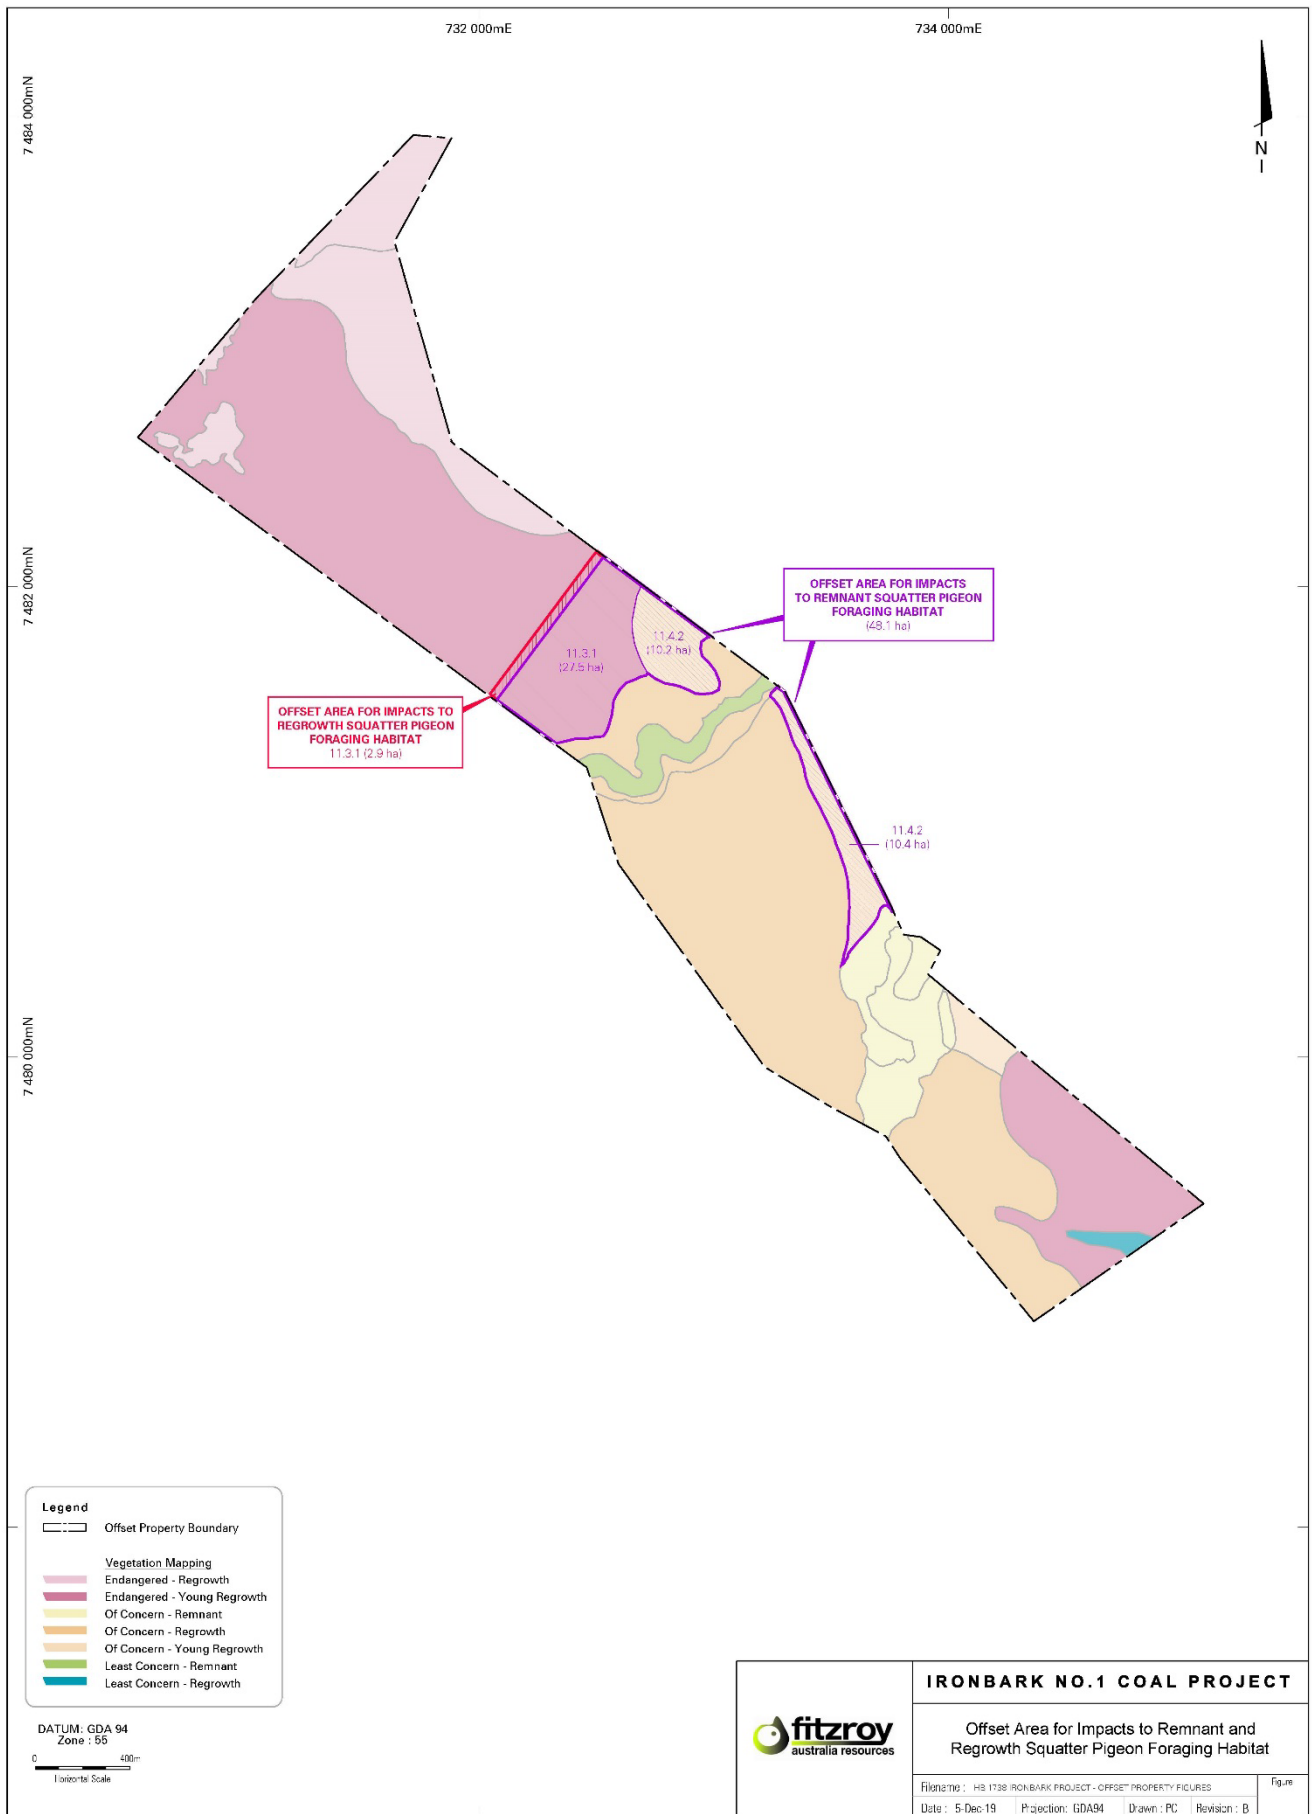 732 000mE
734 000mE
7 484 000mN
N
7 482 000mN
OFFSET AREA FOR IMPACTS
TO REMNANT SQUATTER PIGEON
FORAGING HABITAT
(48.1 ha)
11.4.2
(10.2 ha)
11.3.1
(27.5 ha)
OFFSET AREA FOR IMPACTS TO
REGROWTH SQUATTER PIGEON
FORAGING HABITAT
11.3.1 (2.9 ha)
11.4.2
(10.4 ha)
7 480 000mN
Legend
Offset Property Boundary
Vegetation Mapping
Endangered - Regrowth
Endangered - Young Regrowth
Of Concern - Remnant
Of Concern - Regrowth
Of Concern - Young Regrowth
Least Concern - Remnant
Least Concern - Regrowth
DATUM: GDA 94
Zone : 55
0 400m
Horizontal Scale
fitzroy
australia resources
IRONBARK NO.1 COAL PROJECT
Offset Area for Impacts to Remnant and
Regrowth Squatter Pigeon Foraging Habitat
Filename : HB 1738 IRONBARK PROJECT - OFFSET PROPERTY FIGURES
Figure
Date : 5-Dec-19 Projection: GDA94 Drawn : PC Revision : B